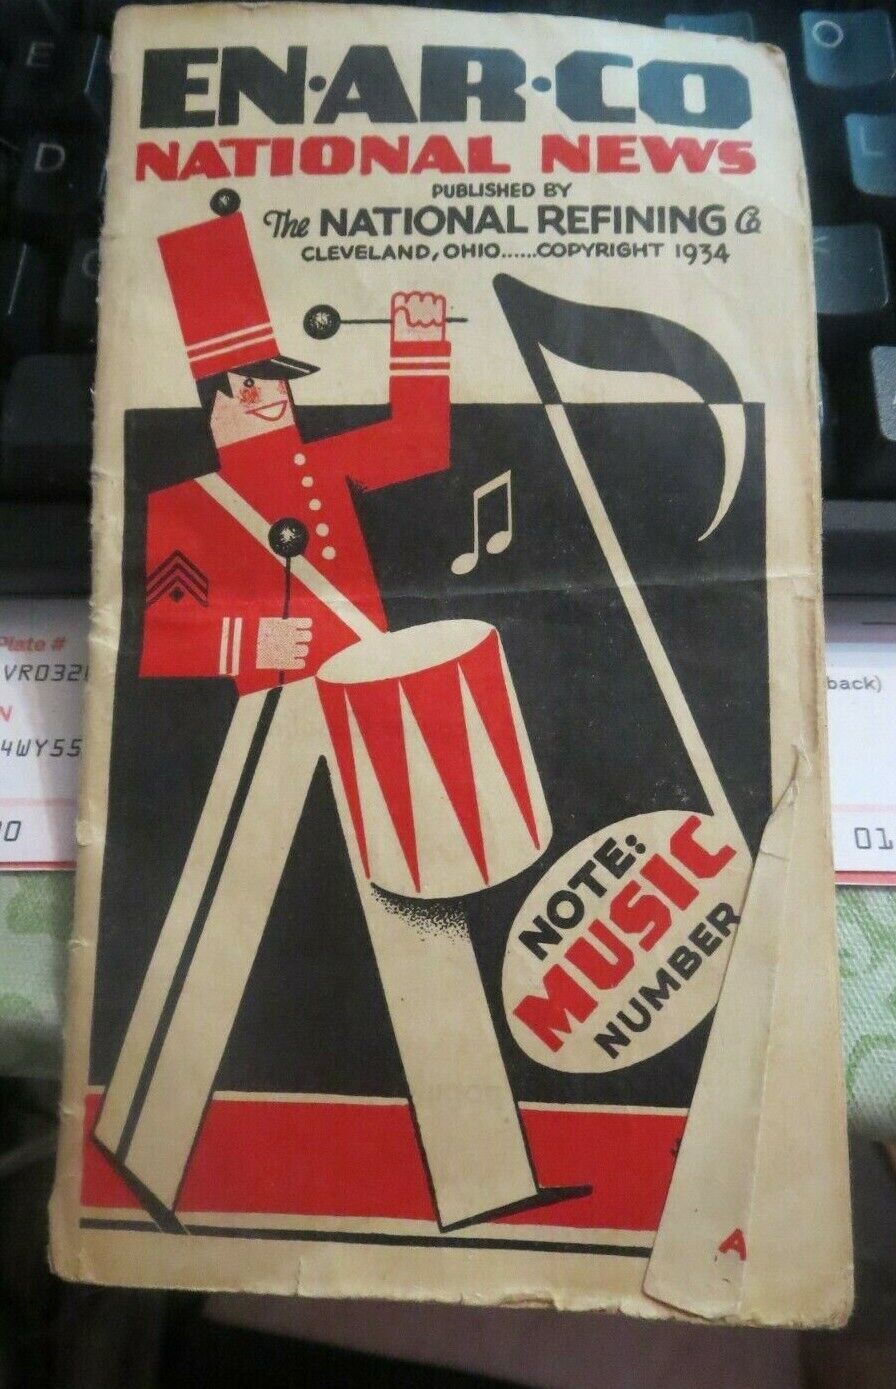 EN·AR·CO
NATIONAL NEWS
PUBLISHED BY
The NATIONAL REFINING Co
CLEVELAND, OHIO......COPYRIGHT 1934
NOTE:
MUSIC
NUMBER
A
Plate #
VR032
back)
N
4WY55
0
01
E
D
C
O
L